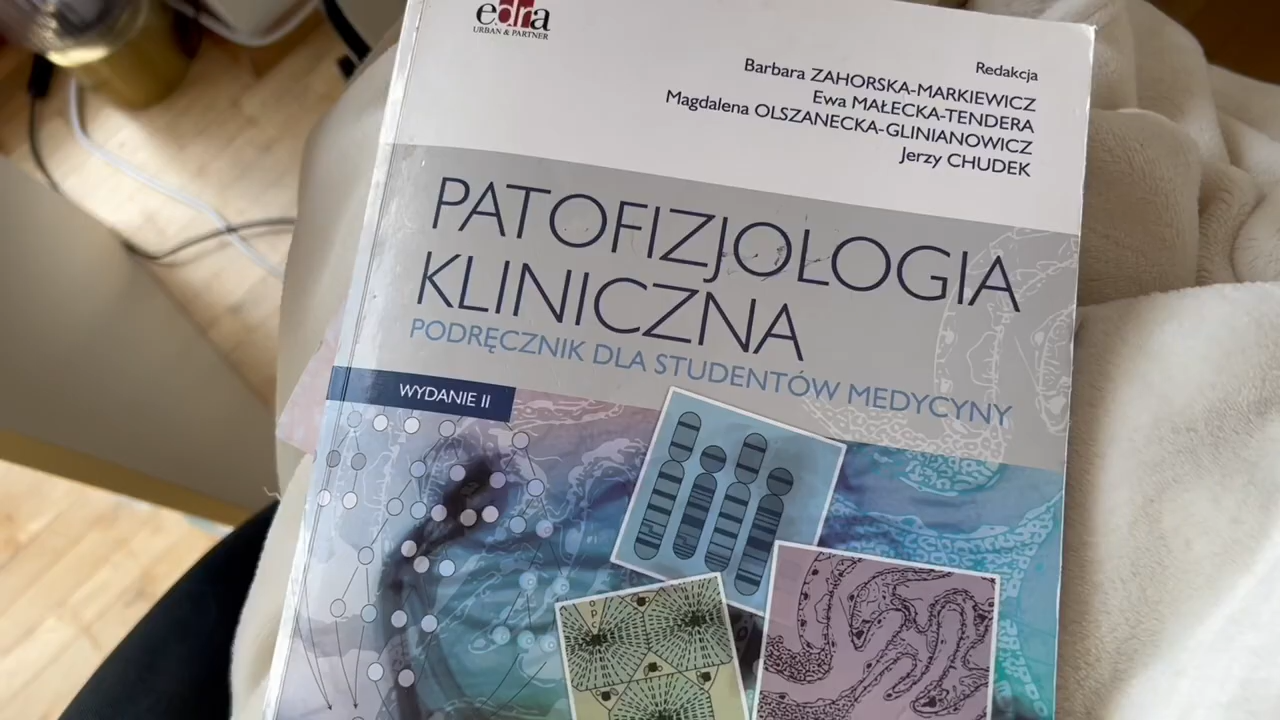 edra
URBAN & PARTNER
Redakcja
Barbara ZAHORSKA-MARKIEWICZ
Ewa MAŁECKA-TENDERA
Magdalena OLSZANECKA-GLINIANOWICZ
Jerzy CHUDEK
PATOFIZJOLOGIA
KLINICZNA
PODRĘCZNIK DLA STUDENTÓW MEDYCYNY
WYDANIE II